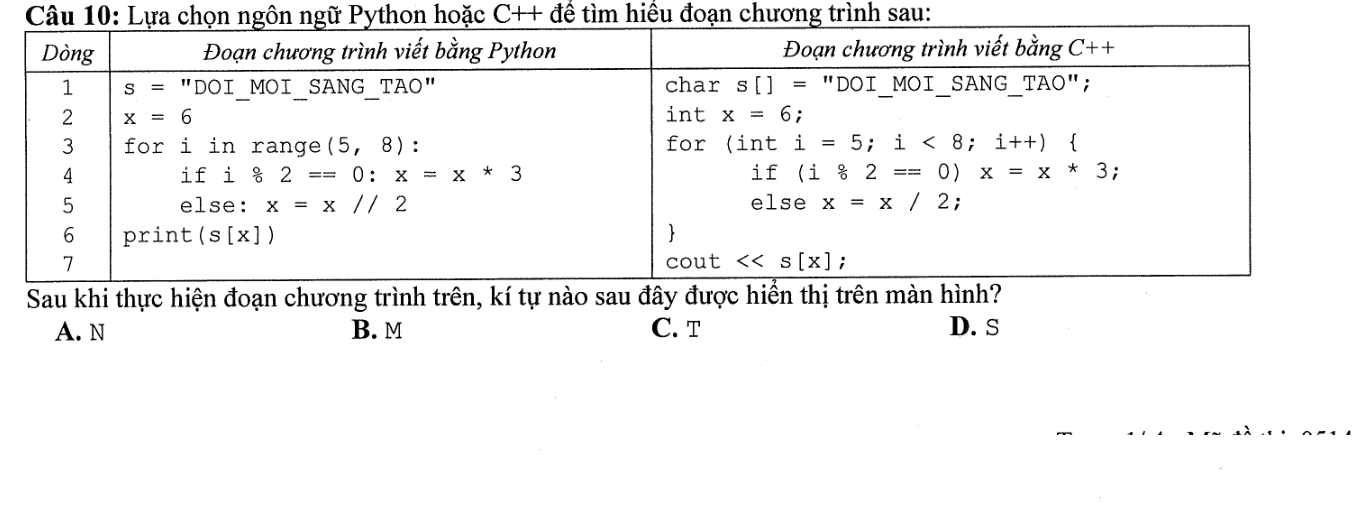 Câu 10: Lựa chọn ngôn ngữ Python hoặc C++ để tìm hiểu đoạn chương trình sau:
Dòng Đoạn chương trình viết bằng Python Đoạn chương trình viết bằng C++
1 s = "DOI_MOI_SANG_TAO" char s[] = "DOI_MOI_SANG_TAO";
2 x = 6 int x = 6;
3 for i in range(5, 8): for (int i = 5; i < 8; i++) {
4 if i % 2 == 0: x = x * 3 if (i % 2 == 0) x = x * 3;
5 else: x = x // 2 else x = x / 2;
6 print(s[x]) }
7 cout << s[x];
Sau khi thực hiện đoạn chương trình trên, kí tự nào sau đây được hiển thị trên màn hình?
A. N B. M C. T D. S